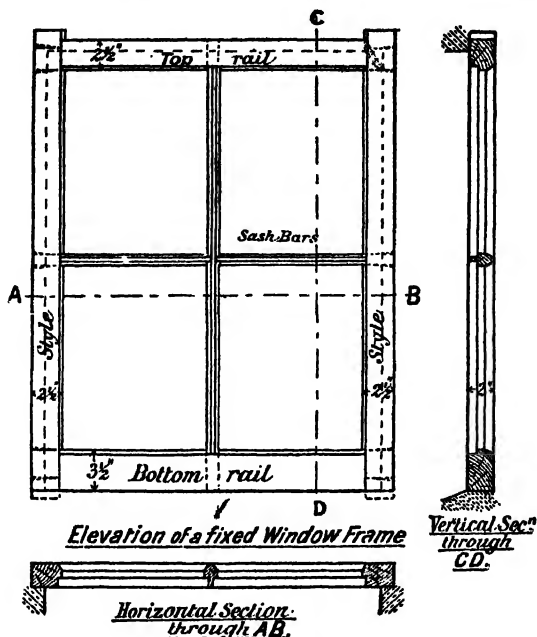 C
2½"
Top rail
Sash Bars
A
B
Style
Style
2½"
2½"
2"
3½"
Bottom rail
D
Elevation of a fixed Window Frame
Vertical Secⁿ
through
CD.
Horizontal Section
through AB.